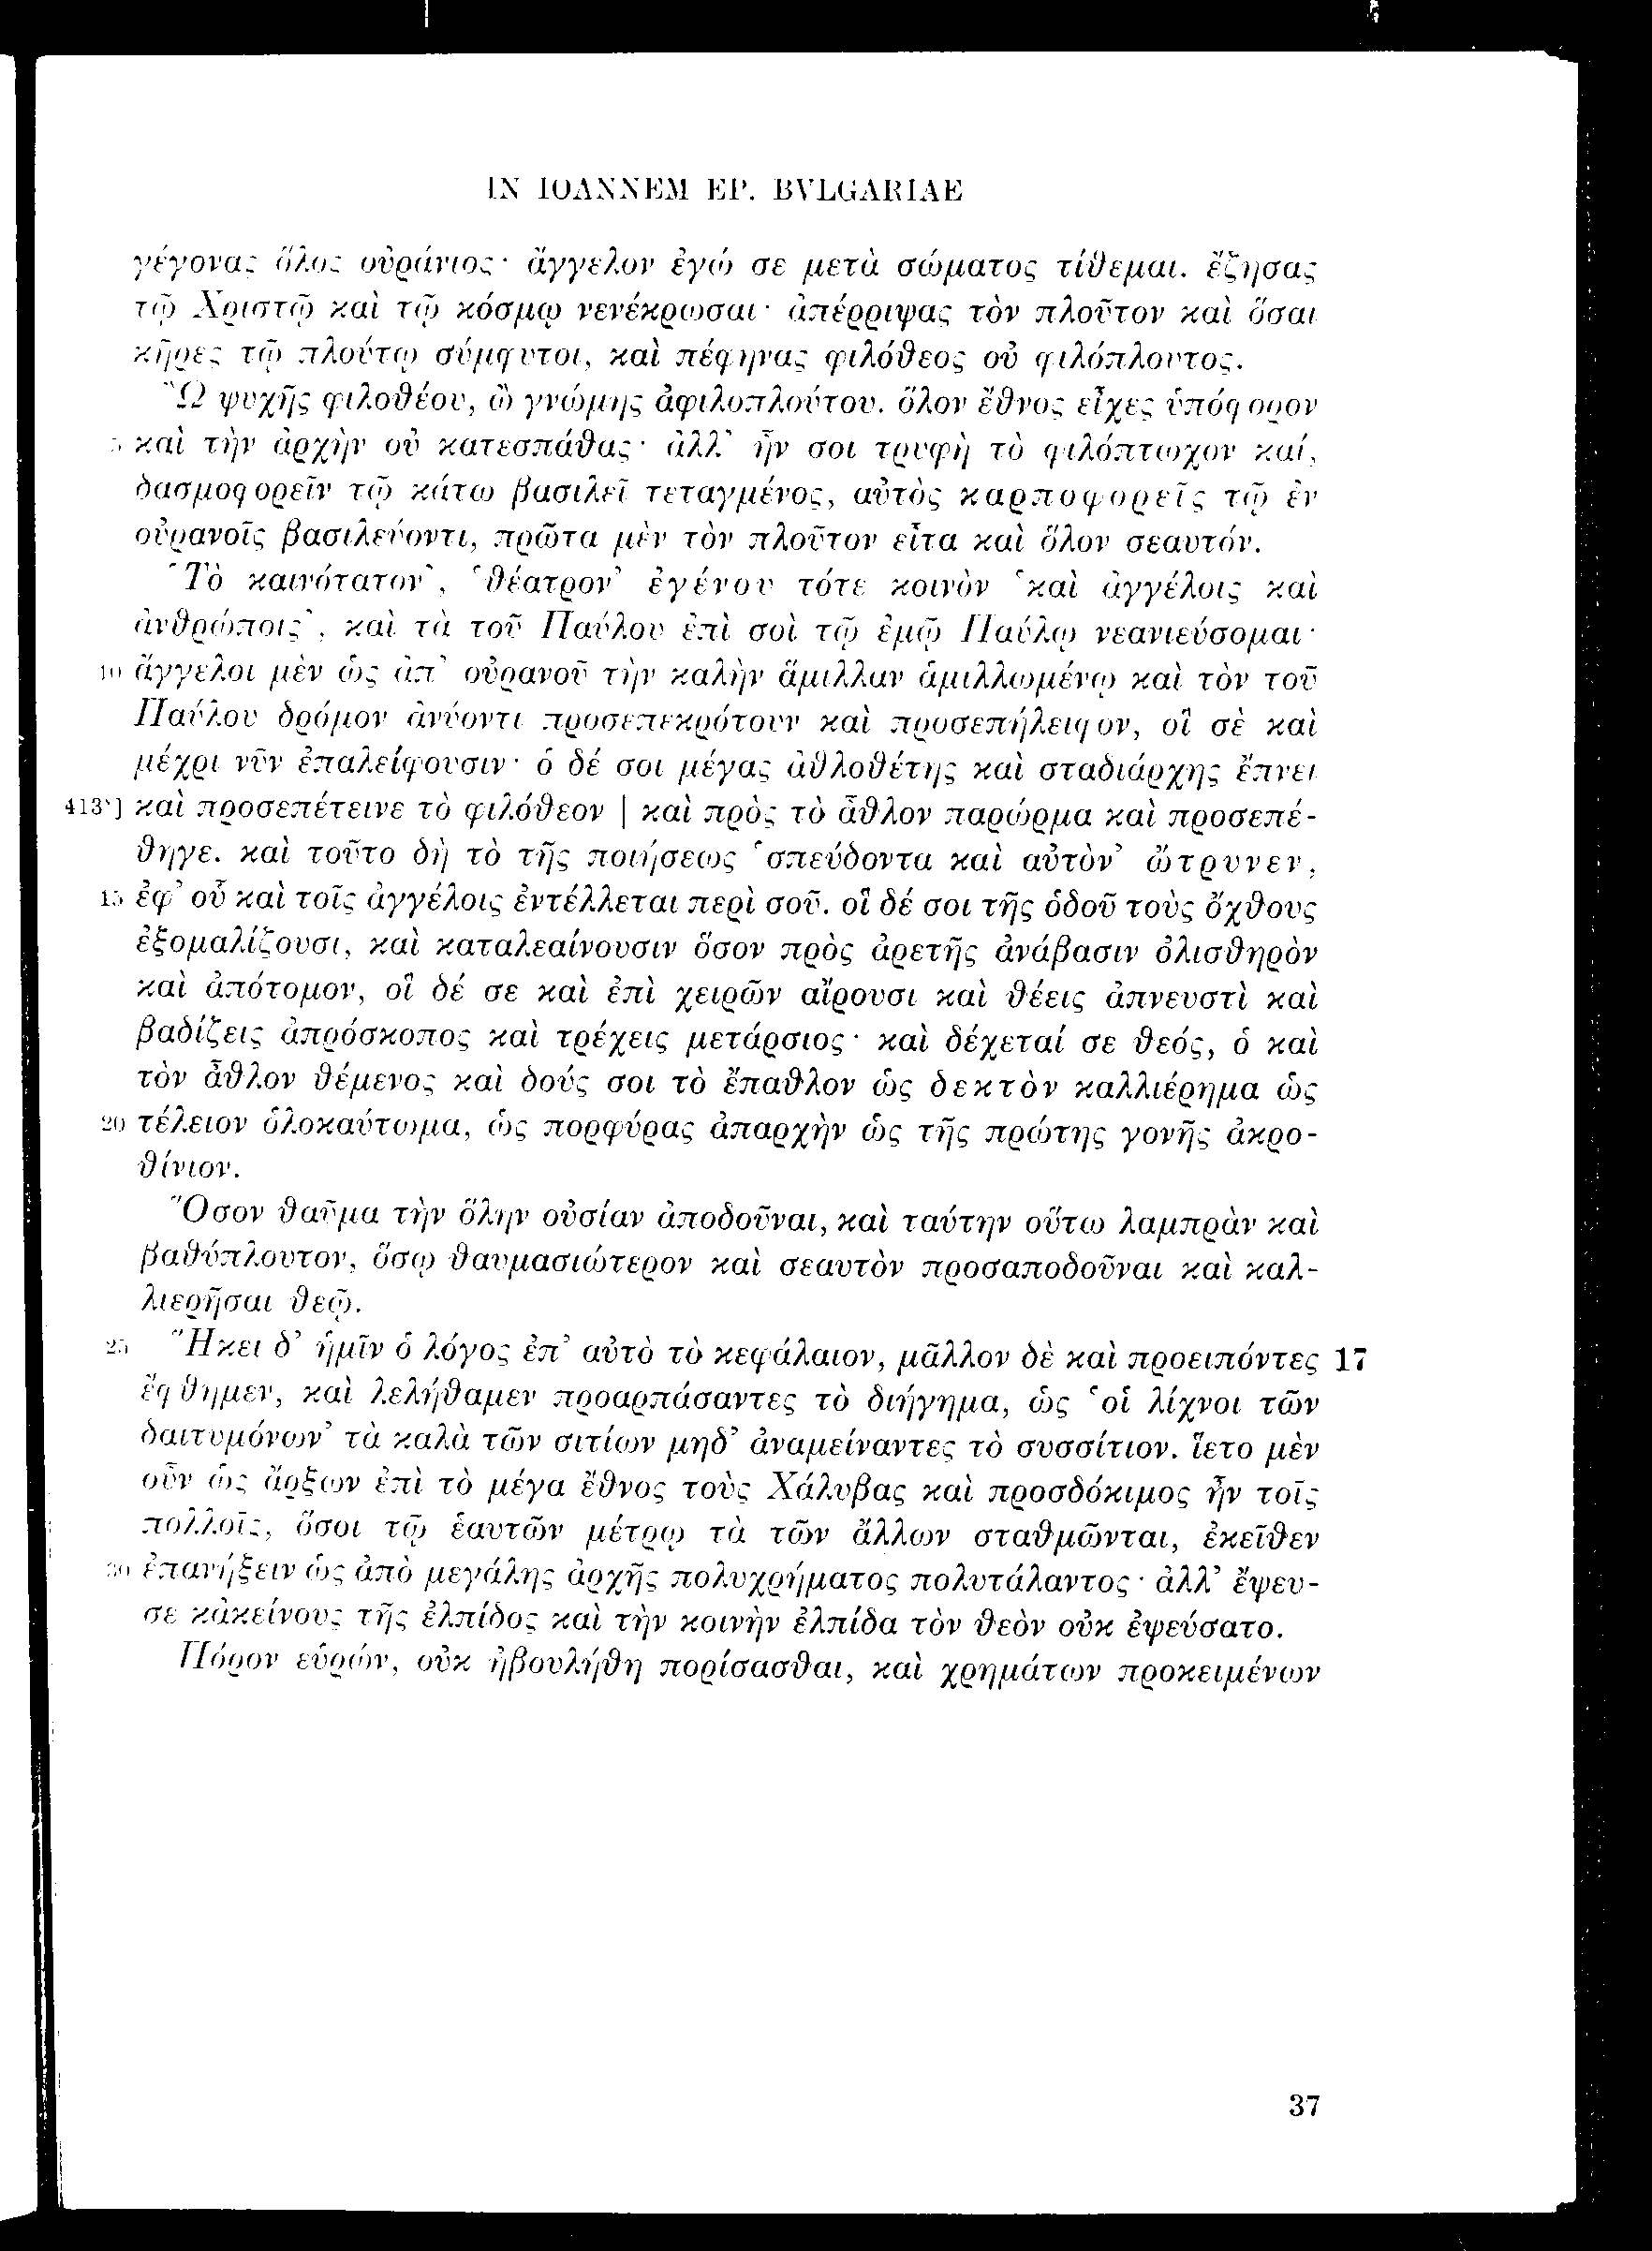 IN IOANNEM EP. BVLGARIAE
γέγονας ὅλος οὐράνιος· ἄγγελον ἐγώ σε μετὰ σώματος τίθεμαι. ἔζησας
τῷ Χριστῷ καὶ τῷ κόσμῳ νενέκρωσαι· ἀπέρριψας τὸν πλοῦτον καὶ ὅσαι
κῆρες τῷ πλούτῳ σύμφυτοι, καὶ πέφηνας φιλόθεος οὐ φιλόπλουτος.
Ὢ ψυχῆς φιλοθέου, ὢ γνώμης ἀφιλοπλούτου. ὅλον ἔθνος εἶχες ὑπόφορον
5 καὶ τὴν ἀρχὴν οὐ κατεσπάθας· ἀλλ’ ἦν σοι τρυφὴ τὸ φιλόπτωχον καί,
δασμοφορεῖν τῷ κάτω βασιλεῖ τεταγμένος, αὐτὸς καρποφορεῖς τῷ ἐν
οὐρανοῖς βασιλεύοντι, πρῶτα μὲν τὸν πλοῦτον εἶτα καὶ ὅλον σεαυτόν.
‘Τὸ καινότατον’, ‘θέατρον’ ἐγένου τότε κοινὸν ‘καὶ ἀγγέλοις καὶ
ἀνθρώποις’, καὶ τὰ τοῦ Παύλου ἐπὶ σοὶ τῷ ἐμῷ Παύλῳ νεανιεύσομαι·
10 ἄγγελοι μὲν ὡς ἀπ’ οὐρανοῦ τὴν καλὴν ἅμιλλαν ἁμιλλωμένῳ καὶ τὸν τοῦ
Παύλου δρόμον ἀνύοντι προσεπεκρότουν καὶ προσεπήλειφον, οἳ σὲ καὶ
μέχρι νῦν ἐπαλείφουσιν· ὁ δέ σοι μέγας ἀθλοθέτης καὶ σταδιάρχης ἔπνει
413ᵛ] καὶ προσεπέτεινε τὸ φιλόθεον | καὶ πρὸς τὸ ἆθλον παρώρμα καὶ προσεπέ-
θηγε. καὶ τοῦτο δὴ τὸ τῆς ποιήσεως ‘σπεύδοντα καὶ αὐτὸν’ ὤτρυνεν,
15 ἐφ’ οὗ καὶ τοῖς ἀγγέλοις ἐντέλλεται περὶ σοῦ. οἳ δέ σοι τῆς ὁδοῦ τοὺς ὄχθους
ἐξομαλίζουσι, καὶ καταλεαίνουσιν ὅσον πρὸς ἀρετῆς ἀνάβασιν ὀλισθηρὸν
καὶ ἀπότομον, οἳ δέ σε καὶ ἐπὶ χειρῶν αἴρουσι καὶ θέεις ἀπνευστὶ καὶ
βαδίζεις ἀπρόσκοπος καὶ τρέχεις μετάρσιος· καὶ δέχεταί σε θεός, ὁ καὶ
τὸν ἆθλον θέμενος καὶ δούς σοι τὸ ἔπαθλον ὡς δεκτὸν καλλιέρημα ὡς
20 τέλειον ὁλοκαύτωμα, ὡς πορφύρας ἀπαρχὴν ὡς τῆς πρώτης γονῆς ἀκρο-
θίνιον.
Ὅσον θαῦμα τὴν ὅλην οὐσίαν ἀποδοῦναι, καὶ ταύτην οὕτω λαμπρὰν καὶ
βαθύπλουτον, ὅσῳ θαυμασιώτερον καὶ σεαυτὸν προσαποδοῦναι καὶ καλ-
λιερῆσαι θεῷ.
25 Ἥκει δ’ ἡμῖν ὁ λόγος ἐπ’ αὐτὸ τὸ κεφάλαιον, μᾶλλον δὲ καὶ προειπόντες 17
ἔφθημεν, καὶ λελήθαμεν προαρπάσαντες τὸ διήγημα, ὡς ‘οἱ λίχνοι τῶν
δαιτυμόνων’ τὰ καλὰ τῶν σιτίων μηδ’ ἀναμείναντες τὸ συσσίτιον. ἵετο μὲν
οὖν ὡς ἄρξων ἐπὶ τὸ μέγα ἔθνος τοὺς Χάλυβας καὶ προσδόκιμος ἦν τοῖς
πολλοῖς, ὅσοι τῷ ἑαυτῶν μέτρῳ τὰ τῶν ἄλλων σταθμῶνται, ἐκεῖθεν
30 ἐπανήξειν ὡς ἀπὸ μεγάλης ἀρχῆς πολυχρήματος πολυτάλαντος· ἀλλ’ ἔψευ-
σε κἀκείνους τῆς ἐλπίδος καὶ τὴν κοινὴν ἐλπίδα τὸν θεὸν οὐκ ἐψεύσατο.
Πόρον εὑρών, οὐκ ἠβουλήθη πορίσασθαι, καὶ χρημάτων προκειμένων
37